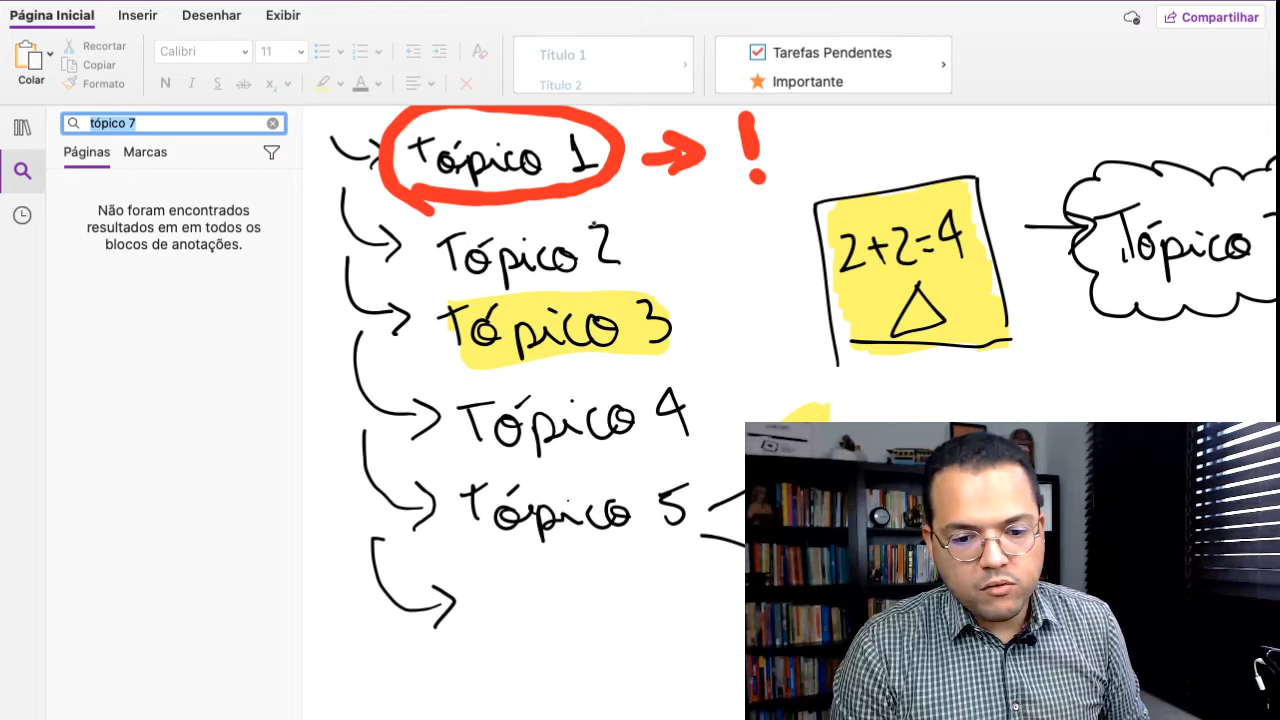 Página Inicial Inserir Desenhar Exibir
Compartilhar
Colar
Recortar
Copiar
Formato
Calibri 11
N I S ab x₂ A
Título 1
Título 2
Tarefas Pendentes
Importante
tópico 7
Páginas Marcas
Não foram encontrados
resultados em em todos os
blocos de anotações.
tópico 1 → !
Tópico 2
Tópico 3
Tópico 4
tópico 5
2+2=4
Tópico